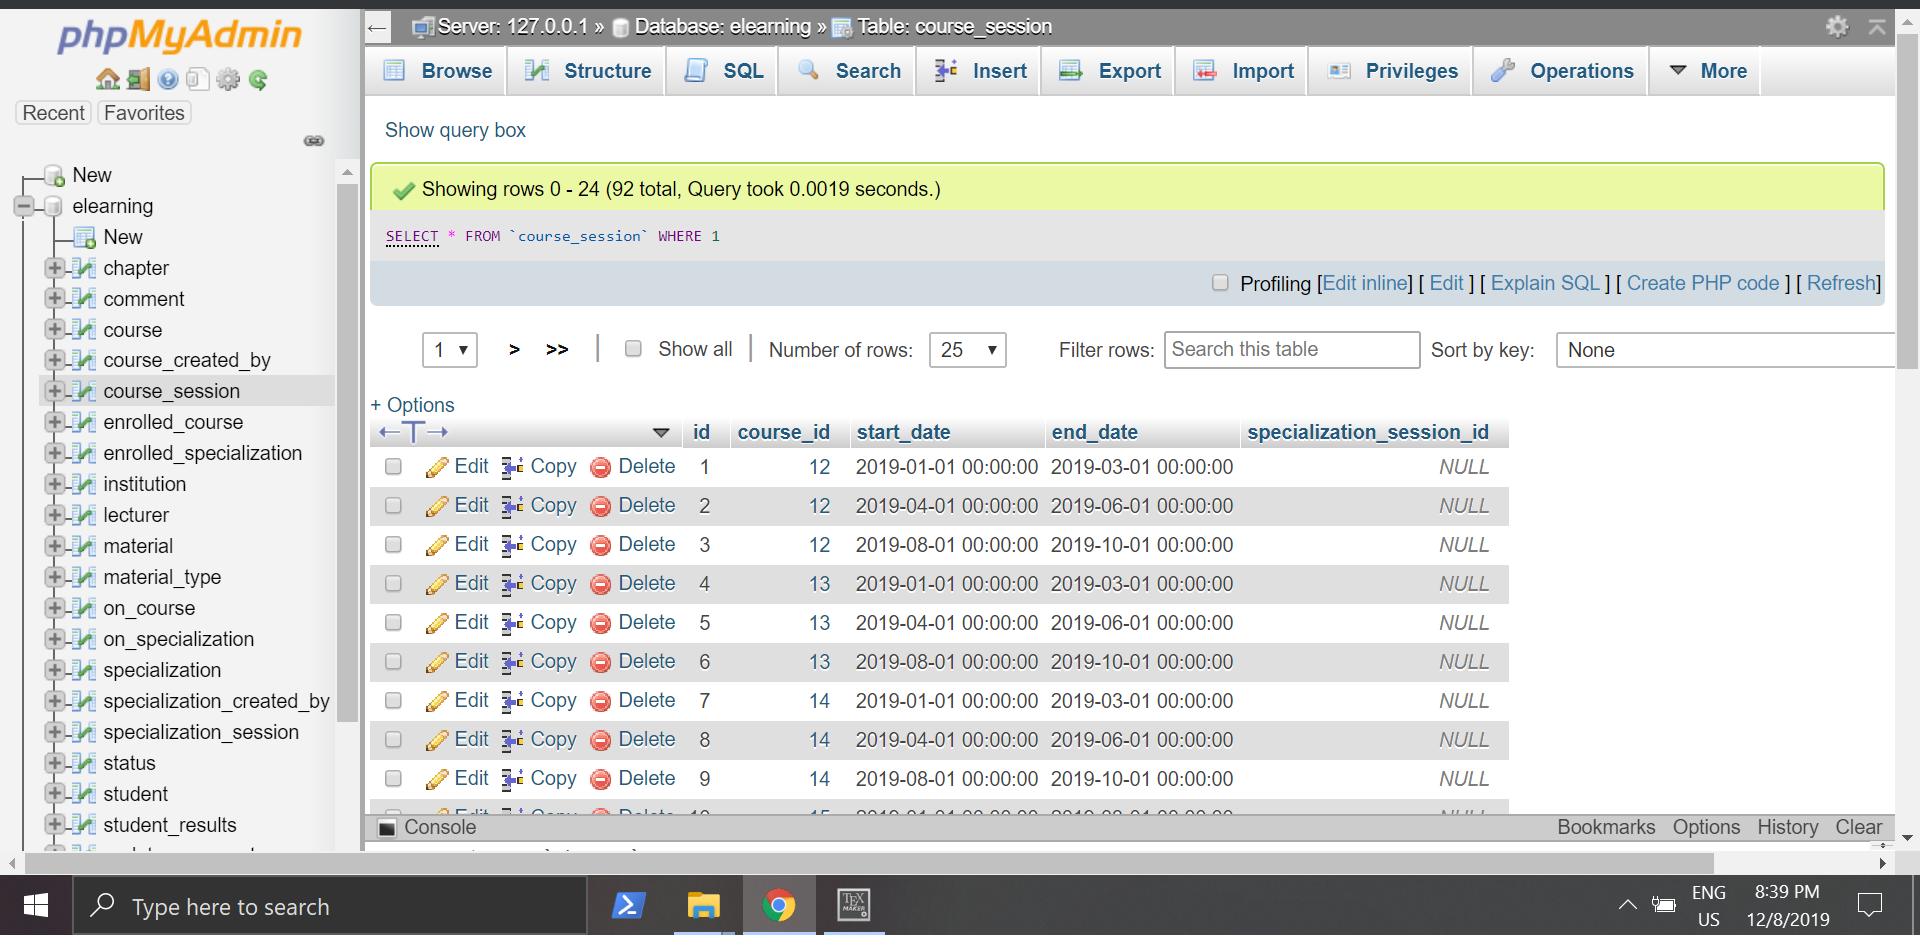 phpMyAdmin
Recent Favorites
New
elearning
New
chapter
comment
course
course_created_by
course_session
enrolled_course
enrolled_specialization
institution
lecturer
material
material_type
on_course
on_specialization
specialization
specialization_created_by
specialization_session
status
student
student_results
← Server: 127.0.0.1 » Database: elearning » Table: course_session
Browse Structure SQL Search Insert Export Import Privileges Operations More
Show query box
Showing rows 0 - 24 (92 total, Query took 0.0019 seconds.)
SELECT * FROM `course_session` WHERE 1
Profiling [Edit inline] [ Edit ] [ Explain SQL ] [ Create PHP code ] [ Refresh]
1 > >> Show all Number of rows: 25 Filter rows: Search this table Sort by key: None
+ Options
←T→ id course_id start_date end_date specialization_session_id
Edit Copy Delete 1 12 2019-01-01 00:00:00 2019-03-01 00:00:00 NULL
Edit Copy Delete 2 12 2019-04-01 00:00:00 2019-06-01 00:00:00 NULL
Edit Copy Delete 3 12 2019-08-01 00:00:00 2019-10-01 00:00:00 NULL
Edit Copy Delete 4 13 2019-01-01 00:00:00 2019-03-01 00:00:00 NULL
Edit Copy Delete 5 13 2019-04-01 00:00:00 2019-06-01 00:00:00 NULL
Edit Copy Delete 6 13 2019-08-01 00:00:00 2019-10-01 00:00:00 NULL
Edit Copy Delete 7 14 2019-01-01 00:00:00 2019-03-01 00:00:00 NULL
Edit Copy Delete 8 14 2019-04-01 00:00:00 2019-06-01 00:00:00 NULL
Edit Copy Delete 9 14 2019-08-01 00:00:00 2019-10-01 00:00:00 NULL
Console Bookmarks Options History Clear
Type here to search
TEX
MAKER
ENG
US
8:39 PM
12/8/2019